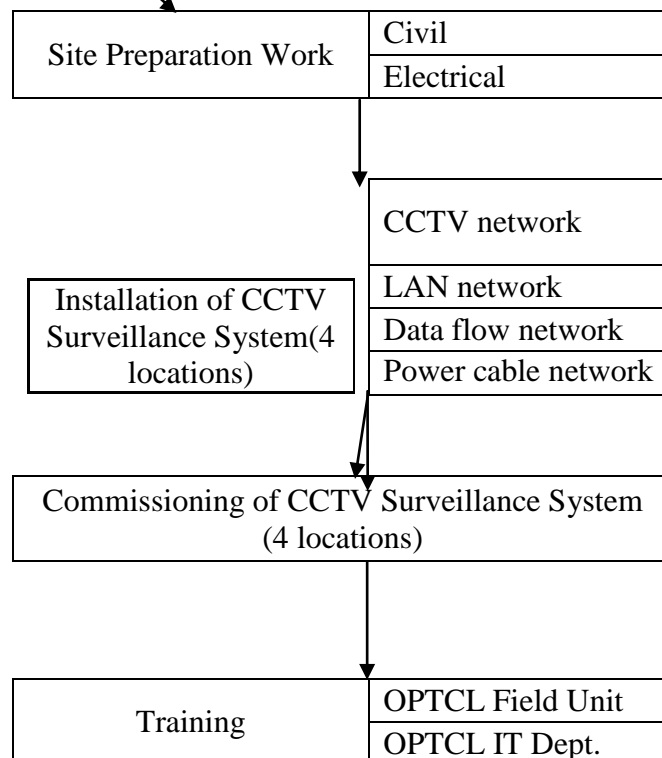 Site Preparation Work
Civil
Electrical
CCTV network
LAN network
Data flow network
Power cable network
Installation of CCTV
Surveillance System(4
locations)
Commissioning of CCTV Surveillance System
(4 locations)
Training
OPTCL Field Unit
OPTCL IT Dept.